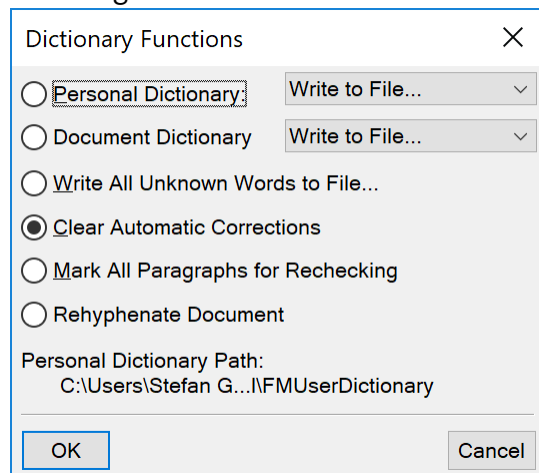 Dictionary Functions
Personal Dictionary: Write to File...
Document Dictionary Write to File...
Write All Unknown Words to File...
Clear Automatic Corrections
Mark All Paragraphs for Rechecking
Rehyphenate Document
Personal Dictionary Path:
C:\Users\Stefan G...l\FMUserDictionary
OK Cancel